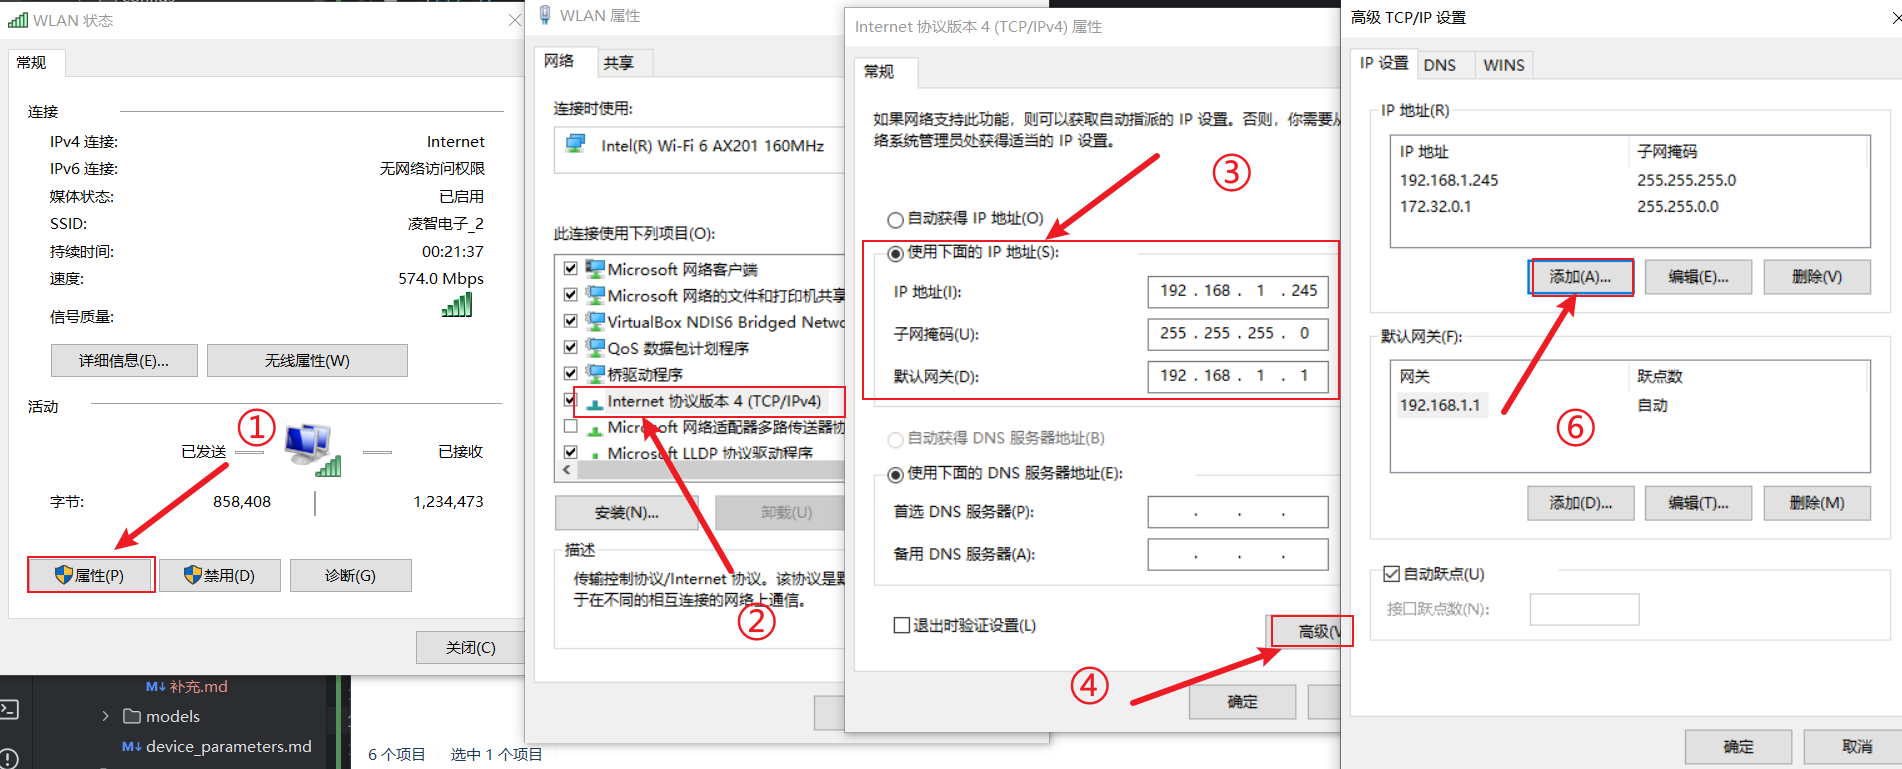 WLAN 状态
常规
连接
IPv4 连接:
Internet
IPv6 连接:
无网络访问权限
媒体状态:
已启用
SSID:
凌智电子_2
持续时间:
00:21:37
速度:
574.0 Mbps
信号质量:
详细信息(E)...
无线属性(W)
活动
①
已发送
已接收
字节:
858,408
1,234,473
属性(P)
禁用(D)
诊断(G)
关闭(C)
M↓ 补充.md
models
M↓ device_parameters.md
6 个项目
选中 1 个项目
WLAN 属性
网络
共享
连接时使用:
Intel(R) Wi-Fi 6 AX201 160MHz
此连接使用下列项目(O):
Microsoft 网络客户端
Microsoft 网络的文件和打印机共享
VirtualBox NDIS6 Bridged Netwo
QoS 数据包计划程序
桥驱动程序
Internet 协议版本 4 (TCP/IPv4)
Microsoft 网络适配器多路传送器协
Microsoft LLDP 协议驱动程序
安装(N)...
卸载(U)
描述
传输控制协议/Internet 协议。该协议是默
于在不同的相互连接的网络上通信。
②
Internet 协议版本 4 (TCP/IPv4) 属性
常规
如果网络支持此功能，则可以获取自动指派的 IP 设置。否则，你需要从
络系统管理员处获得适当的 IP 设置。
③
自动获得 IP 地址(O)
使用下面的 IP 地址(S):
IP 地址(I):
192 . 168 . 1 . 245
子网掩码(U):
255 . 255 . 255 . 0
默认网关(D):
192 . 168 . 1 . 1
自动获得 DNS 服务器地址(B)
使用下面的 DNS 服务器地址(E):
首选 DNS 服务器(P):
. . .
备用 DNS 服务器(A):
. . .
退出时验证设置(L)
高级(V
④
确定
高级 TCP/IP 设置
IP 设置
DNS
WINS
IP 地址(R)
IP 地址
子网掩码
192.168.1.245
255.255.255.0
172.32.0.1
255.255.0.0
添加(A)...
编辑(E)...
删除(V)
默认网关(F):
网关
跃点数
192.168.1.1
自动
⑥
添加(D)...
编辑(T)...
删除(M)
自动跃点(U)
接口跃点数(N):
确定
取消